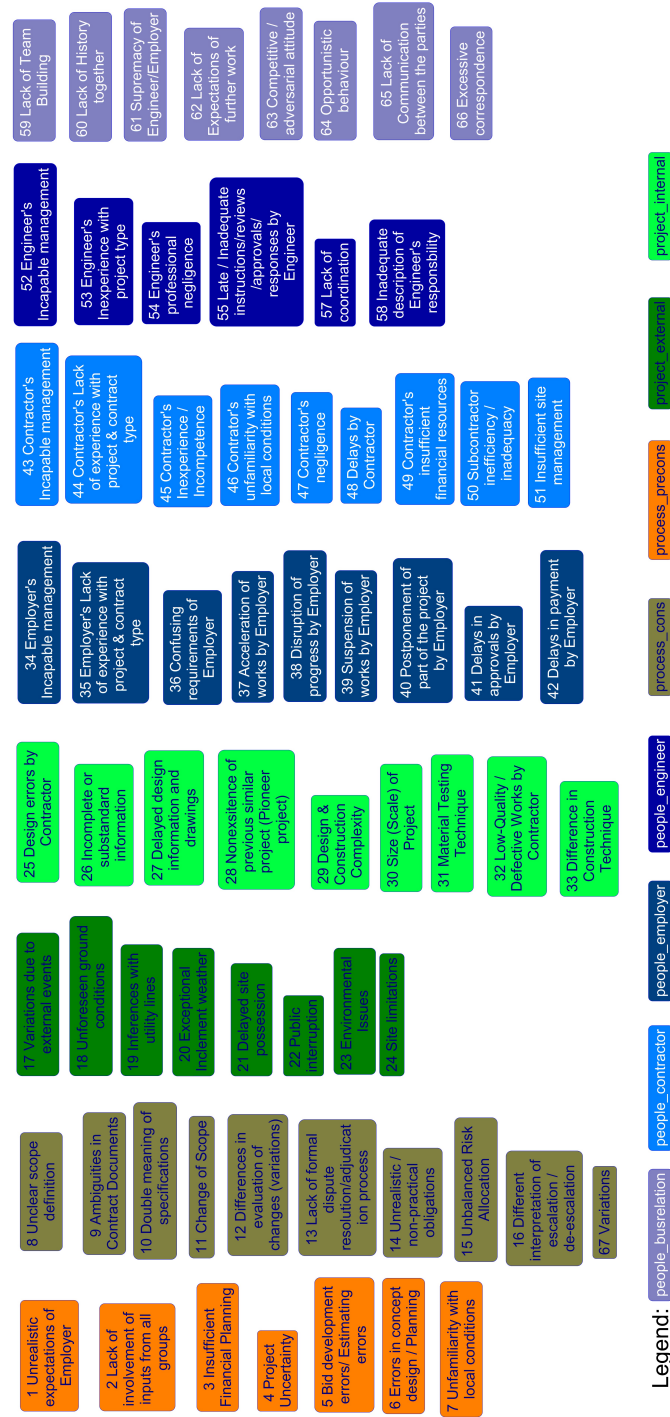 1 Unrealistic
expectations of
Employer
2 Lack of
involvement of
inputs from all
groups
3 Insufficient
Financial Planning
4 Project
Uncertainty
5 Bid development
errors/ Estimating
errors
6 Errors in concept
design / Planning
7 Unfamiliarity with
local conditions
8 Unclear scope
definition
9 Ambiguities in
Contract Documents
10 Double meaning of
specifications
11 Change of Scope
12 Differences in
evaluation of
changes (variations)
13 Lack of formal
dispute
resolution/adjudicat
ion process
14 Unrealistic /
non-practical
obligations
15 Unbalanced Risk
Allocation
16 Different
interpretation of
escalation /
de-escalation
67 Variations
17 Variations due to
external events
18 Unforeseen ground
conditions
19 Inferences with
utility lines
20 Exceptional
Inclement weather
21 Delayed site
possession
22 Public
interruption
23 Environmental
Issues
24 Site limitations
25 Design errors by
Contractor
26 Incomplete or
substandard
information
27 Delayed design
information and
drawings
28 Nonexsitence of
previous similar
project (Pioneer
project)
29 Design &
Construction
Complexity
30 Size (Scale) of
Project
31 Material Testing
Technique
32 Low-Quality /
Defective Works by
Contractor
33 Difference in
Construction
Technique
34 Employer's
Incapable management
35 Employer's Lack
of experience with
project & contract
type
36 Confusing
requirements of
Employer
37 Acceleration of
works by Employer
38 Disruption of
progress by Employer
39 Suspension of
works by Employer
40 Postponement of
part of the project
by Employer
41 Delays in
approvals by
Employer
42 Delays in payment
by Employer
43 Contractor's
Incapable management
44 Contractor's Lack
of experience with
project & contract
type
45 Contractor's
Inexperience /
Incompetence
46 Contrator's
unfamiliarity with
local conditions
47 Contractor's
negligence
48 Delays by
Contractor
49 Contractor's
insufficient
financial resources
50 Subcontractor
inefficiency /
inadequacy
51 Insufficient site
management
52 Engineer's
Incapable management
53 Engineer's
Inexperience with
project type
54 Engineer's
professional
negligence
55 Late / Inadequate
instructions/reviews
/approvals/
responses by
Engineer
57 Lack of
coordination
58 Inadequate
description of
Engineer's
responsbility
59 Lack of Team
Building
60 Lack of History
together
61 Supremacy of
Engineer/Employer
62 Lack of
Expectations of
further work
63 Competitive /
adversarial attitude
64 Opportunistic
behaviour
65 Lack of
Communication
between the parties
66 Excessive
correspondence
Legend:
people_busrelation
people_contractor
people_employer
people_engineer
process_cons
process_precons
project_external
project_internal